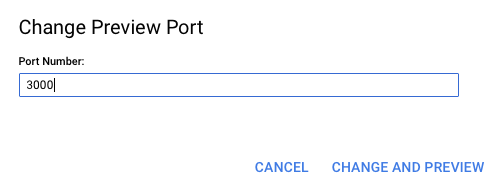 Change Preview Port
Port Number:
3000
CANCEL CHANGE AND PREVIEW